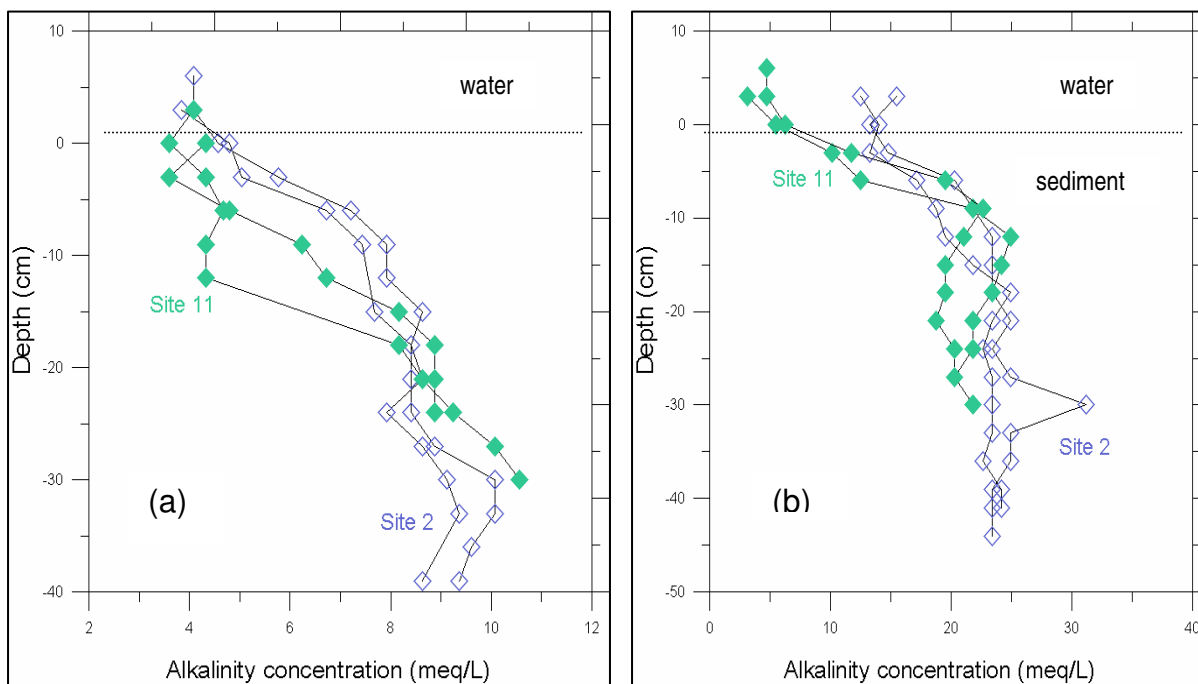 10
0
-10
-20
-30
-40
Depth (cm)
water
Site 11
(a)
Site 2
2 4 6 8 10 12
Alkalinity concentration (meq/L)
10
0
-10
-20
-30
-40
-50
Depth (cm)
water
Site 11
sediment
Site 2
(b)
0 10 20 30 40
Alkalinity concentration (meq/L)